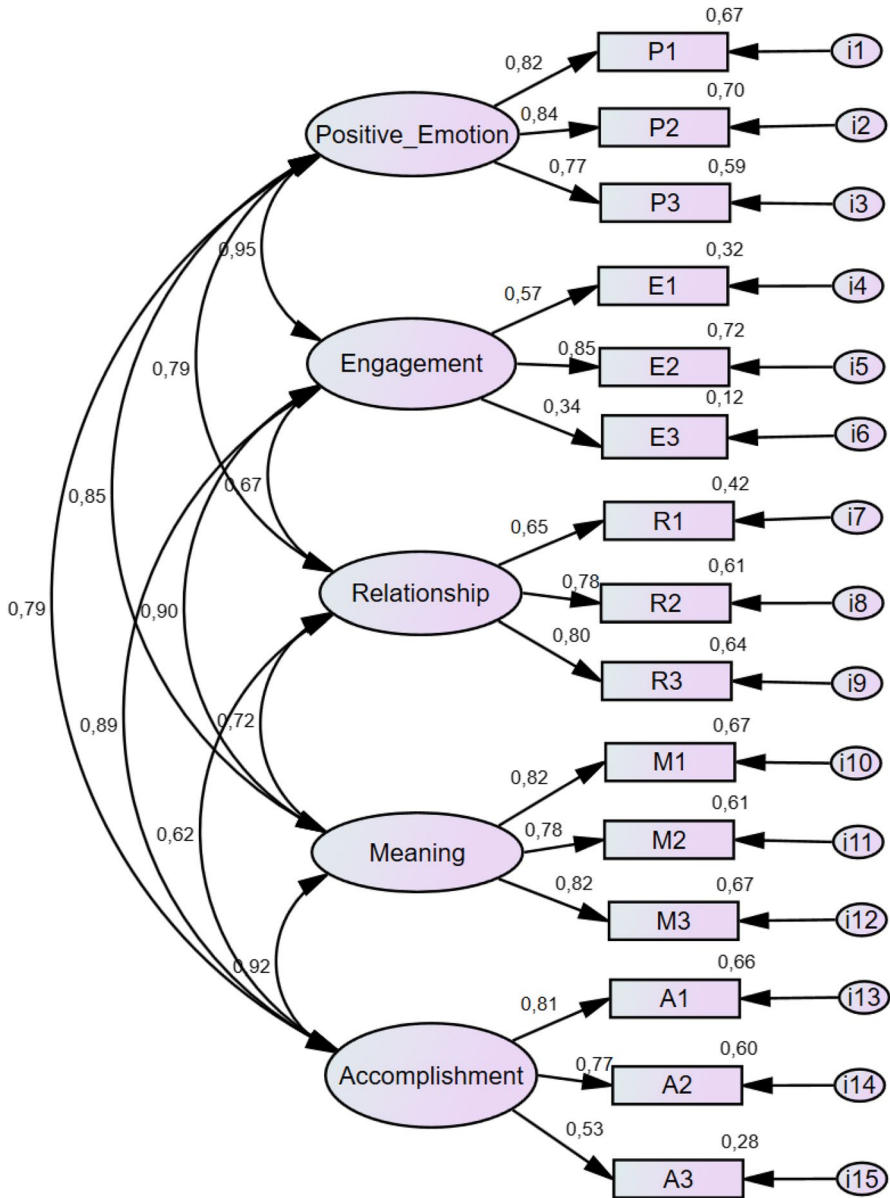 0,67
P1
i1
0,82
0,70
Positive_Emotion
0,84
P2
i2
0,77
0,59
P3
i3
0,95
0,32
E1
i4
0,57
0,72
Engagement
0,85
E2
i5
0,79
0,34
0,12
E3
i6
0,85
0,67
0,42
R1
i7
0,65
0,61
Relationship
0,78
R2
i8
0,79
0,90
0,80
0,64
R3
i9
0,89
0,72
0,67
M1
i10
0,82
0,61
0,62
Meaning
0,78
M2
i11
0,82
0,67
M3
i12
0,92
0,66
A1
i13
0,81
0,60
Accomplishment
0,77
A2
i14
0,53
0,28
A3
i15